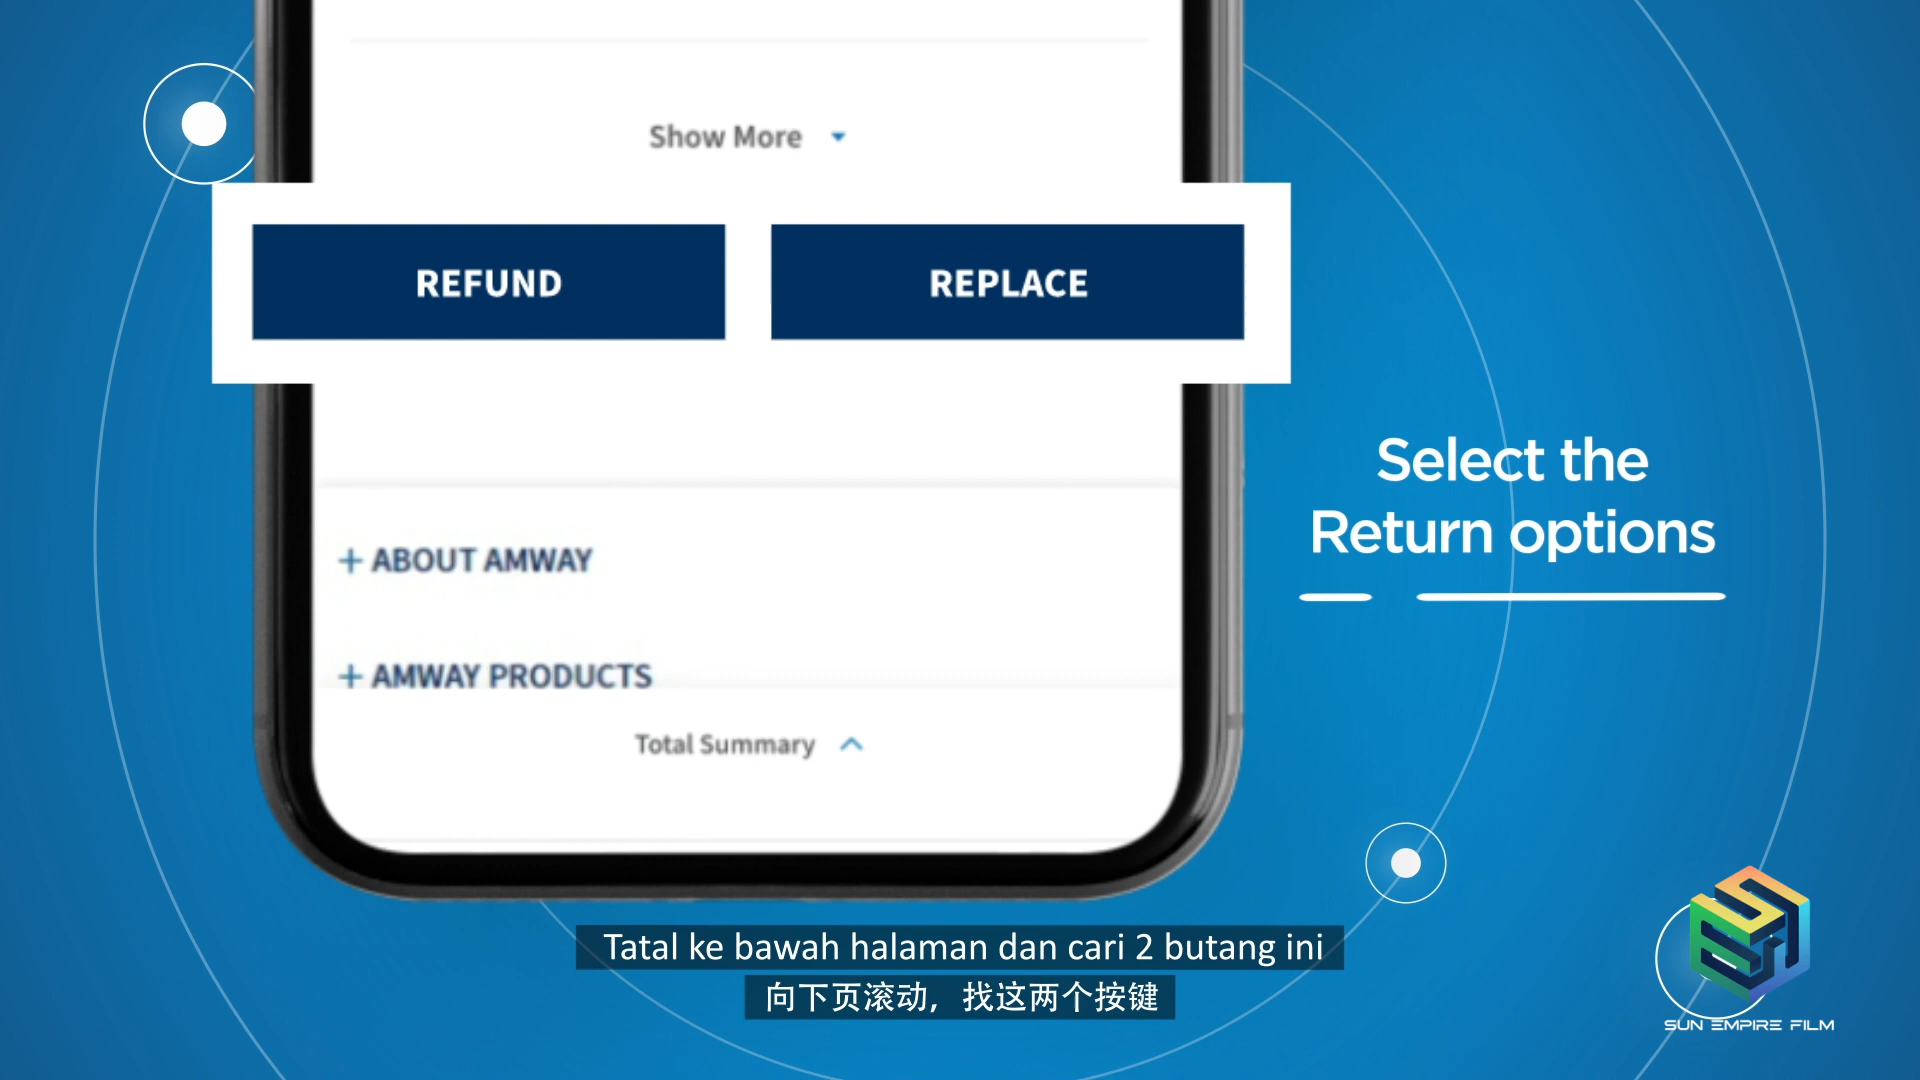 Show More
REFUND
REPLACE
Select the
Return options
+ ABOUT AMWAY
+ AMWAY PRODUCTS
Total Summary
Tatal ke bawah halaman dan cari 2 butang ini
向下页滚动，找这两个按键
SUN EMPIRE FILM